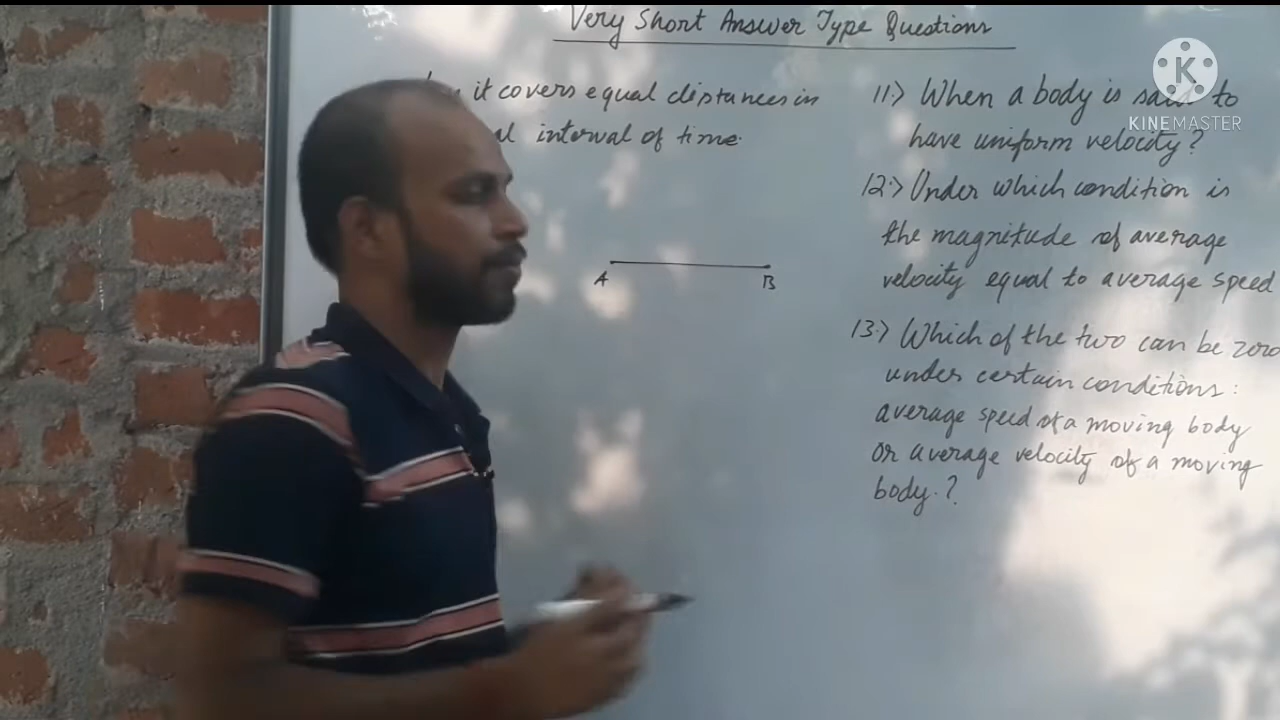 Very Short Answer Type Questions
it covers equal distances in
interval of time.
A
B
11:> When a body is said to
have uniform velocity?
12:> Under which condition is
the magnitude of average
velocity equal to average speed
13:> Which of the two can be zero
under certain conditions:
average speed of a moving body
or average velocity of a moving
body.?
K
KINEMASTER